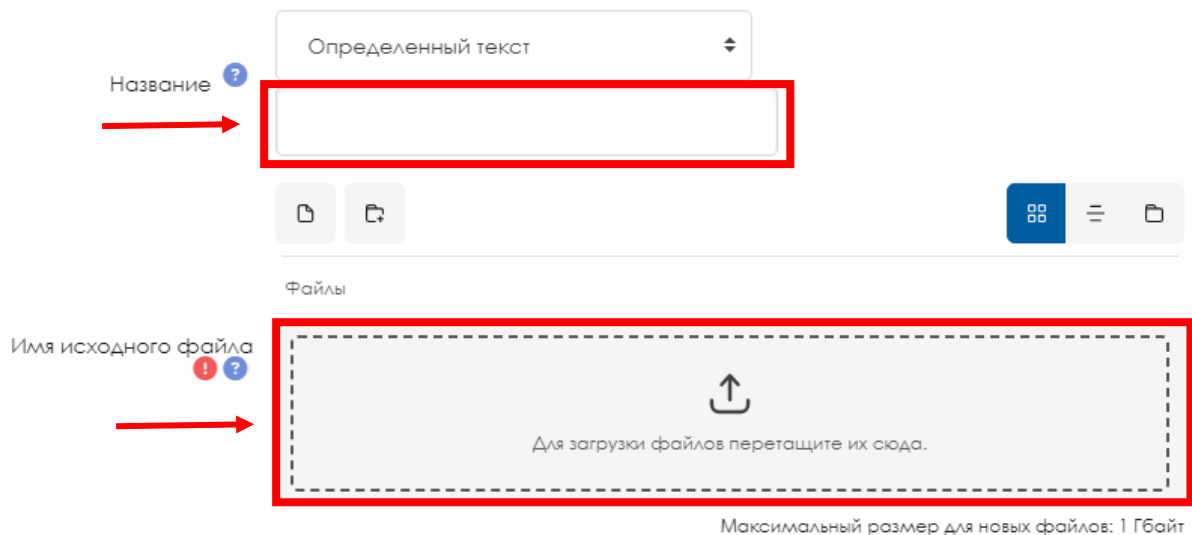 Определенный текст
Название
Файлы
Имя исходного файла
Для загрузки файлов перетащите их сюда.
Максимальный размер для новых файлов: 1 Гбайт